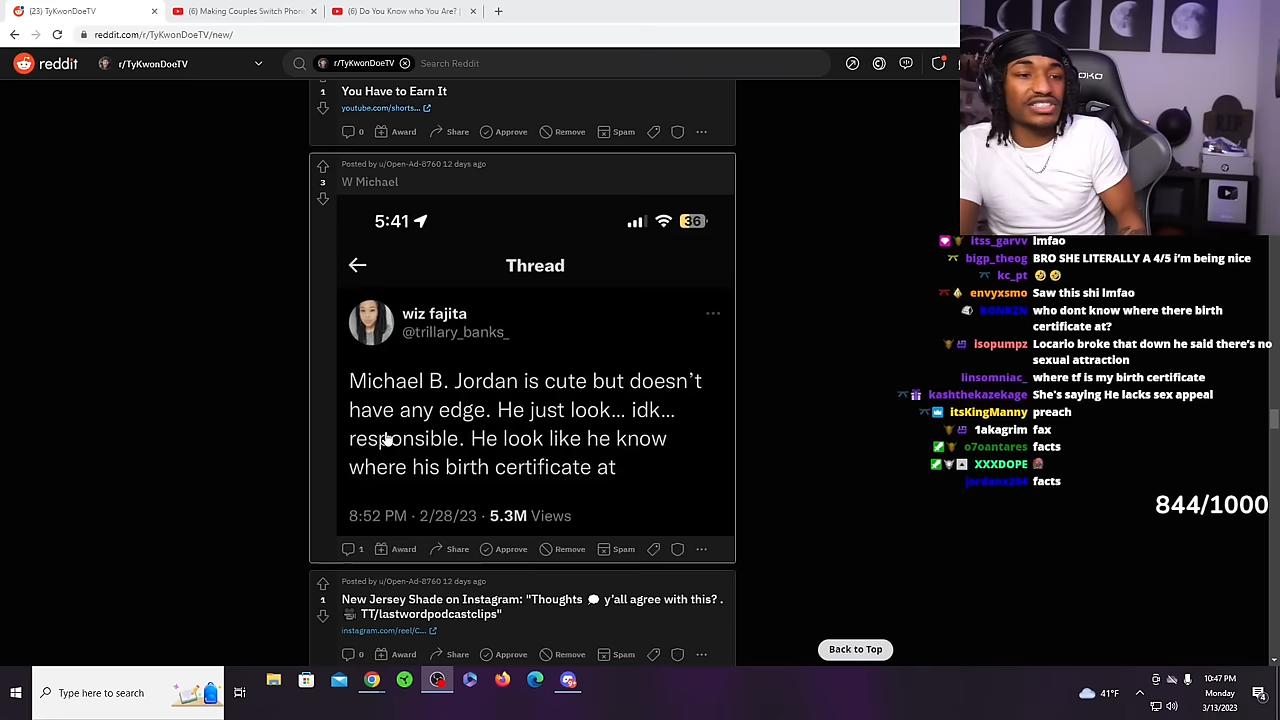 (23) TyKwonDoeTV
(6) Making Couples Switch Phon
(6) Do You Know who You Are? |
reddit.com/r/TyKwonDoeTV/new/
reddit
r/TyKwonDoeTV
r/TyKwonDoeTV
Search Reddit
1
You Have to Earn It
youtube.com/shorts...
0 Award Share Approve Remove Spam
Posted by u/Open-Ad-8760 12 days ago
3
W Michael
5:41
36
Thread
wiz fajita
@trillary_banks_
Michael B. Jordan is cute but doesn't
have any edge. He just look... idk...
responsible. He look like he know
where his birth certificate at
8:52 PM · 2/28/23 · 5.3M Views
1 Award Share Approve Remove Spam
Posted by u/Open-Ad-8760 12 days ago
1
New Jersey Shade on Instagram: "Thoughts 💬 y'all agree with this? .
🎥 TT/lastwordpodcastclips"
instagram.com/reel/C...
0 Award Share Approve Remove Spam
Back to Top
itss_garvv lmfao
bigp_theog BRO SHE LITERALLY A 4/5 i'm being nice
kc_pt 🤣 🤣
envyxsmo Saw this shi lmfao
who dont know where there birth
certificate at?
isopumpz Locario broke that down he said there's no
sexual attraction
linsomniac_ where tf is my birth certificate
kashthekazekage She's saying He lacks sex appeal
itsKingManny preach
1akagrim fax
o7oantares facts
XXXDOPE
jordanx204 facts
844/1000
Type here to search
41°F
10:47 PM
Monday
3/13/2023